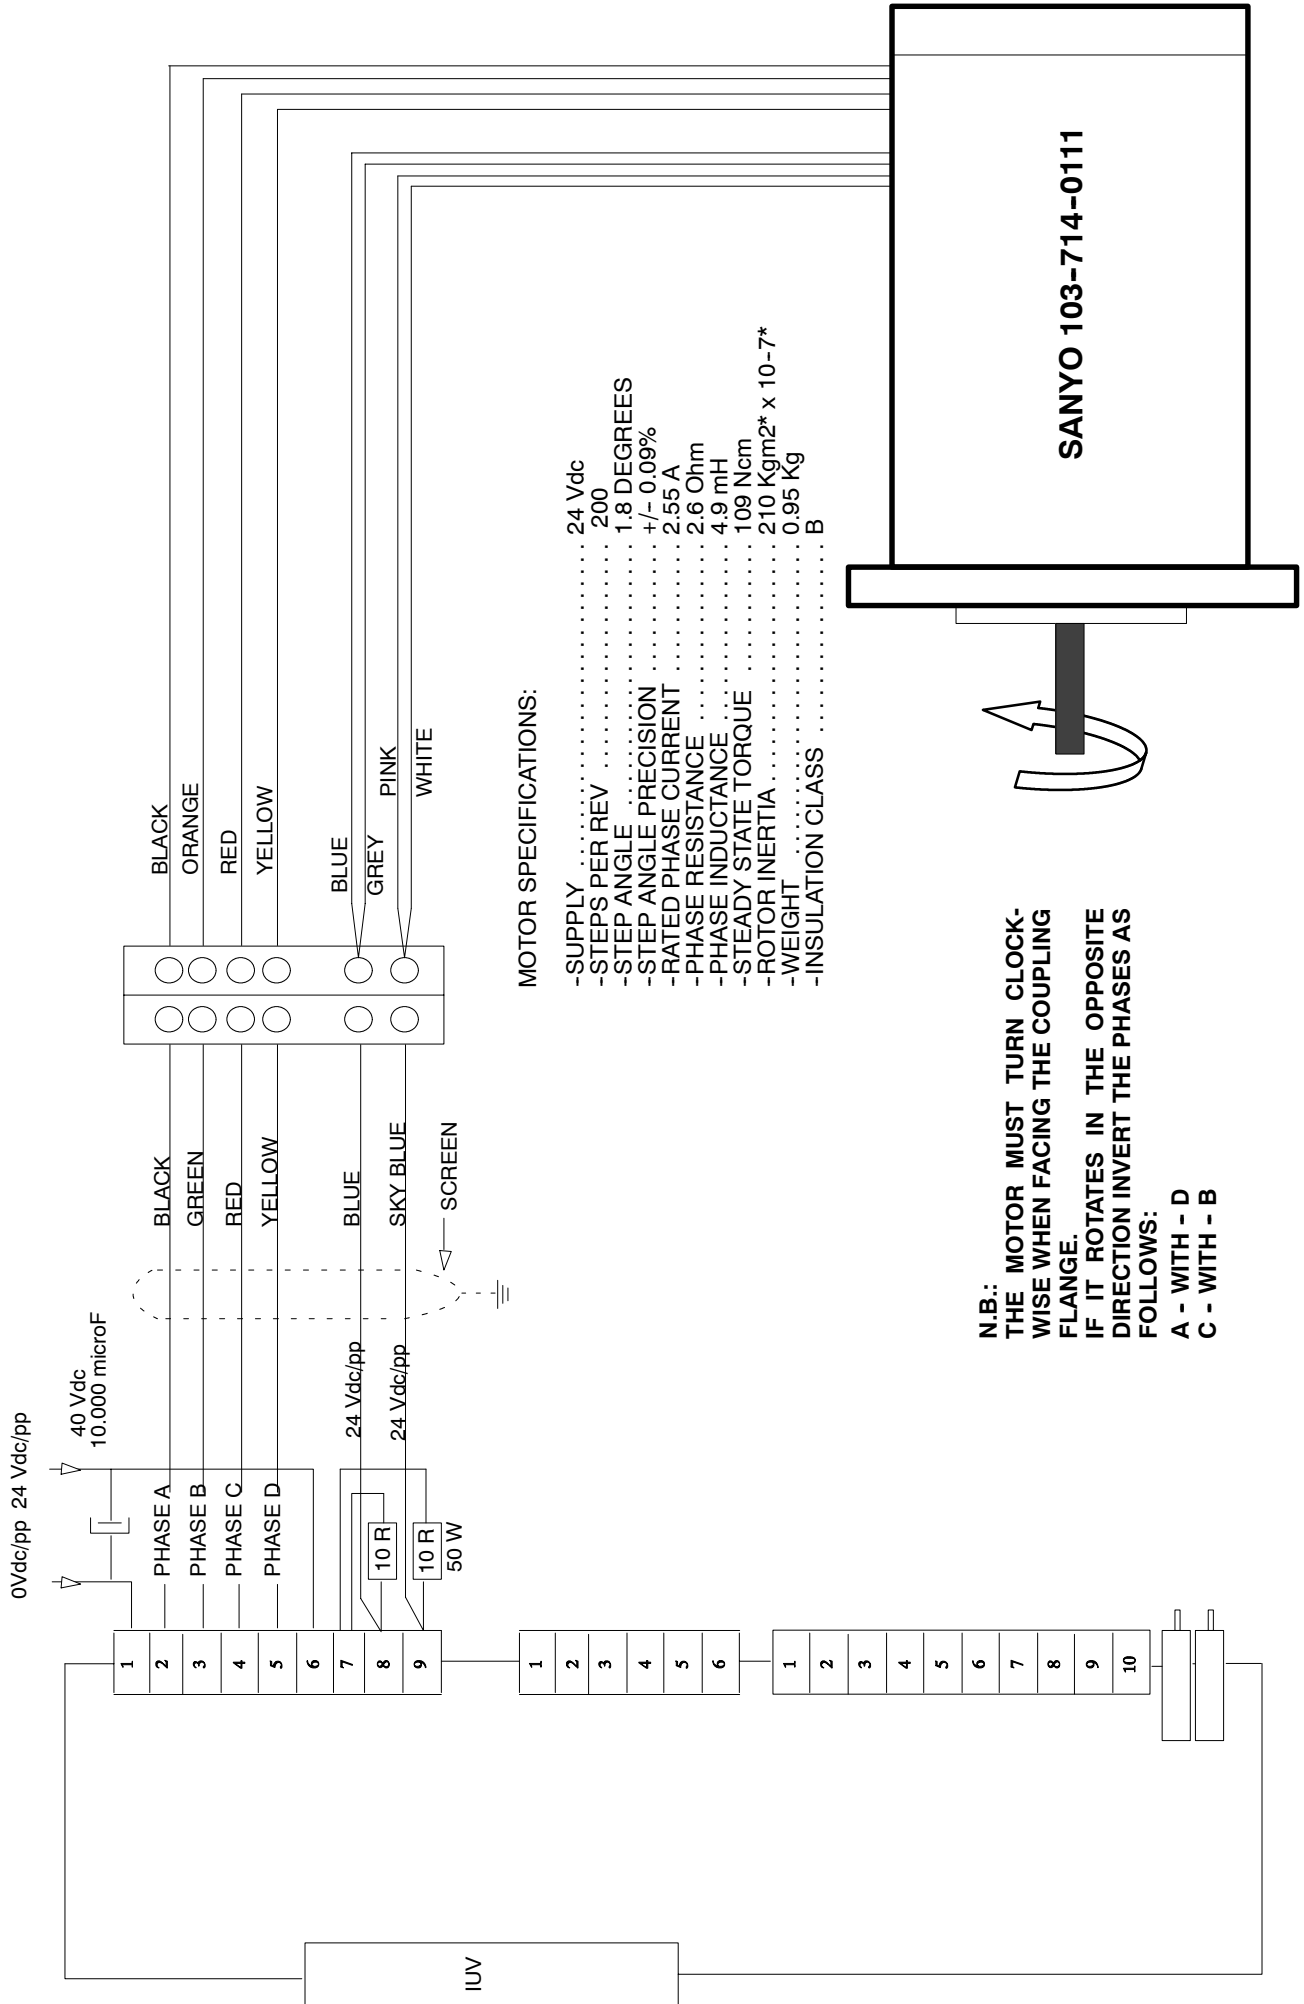 0Vdc/pp 24 Vdc/pp
40 Vdc
10.000 microF
PHASE A
PHASE B
PHASE C
PHASE D
24 Vdc/pp
24 Vdc/pp
10 R
10 R
50 W
BLACK
GREEN
RED
YELLOW
BLUE
SKY BLUE
SCREEN
BLACK
ORANGE
RED
YELLOW
BLUE
GREY
PINK
WHITE
1
2
3
4
5
6
7
8
9
1
2
3
4
5
6
1
2
3
4
5
6
7
8
9
10
IUV
MOTOR SPECIFICATIONS:
-SUPPLY .............................. 24 Vdc
-STEPS PER REV .................... 200
-STEP ANGLE ........................ 1.8 DEGREES
-STEP ANGLE PRECISION ......... +/- 0.09%
-RATED PHASE CURRENT ......... 2.55 A
-PHASE RESISTANCE .............. 2.6 Ohm
-PHASE INDUCTANCE .............. 4.9 mH
-STEADY STATE TORQUE ......... 109 Ncm
-ROTOR INERTIA .................... 210 Kgm2* x 10-7*
-WEIGHT ............................. 0.95 Kg
-INSULATION CLASS ............... B
SANYO 103-714-0111
N.B.:
THE MOTOR MUST TURN CLOCK-
WISE WHEN FACING THE COUPLING
FLANGE.
IF IT ROTATES IN THE OPPOSITE
DIRECTION INVERT THE PHASES AS
FOLLOWS:
A - WITH - D
C - WITH - B